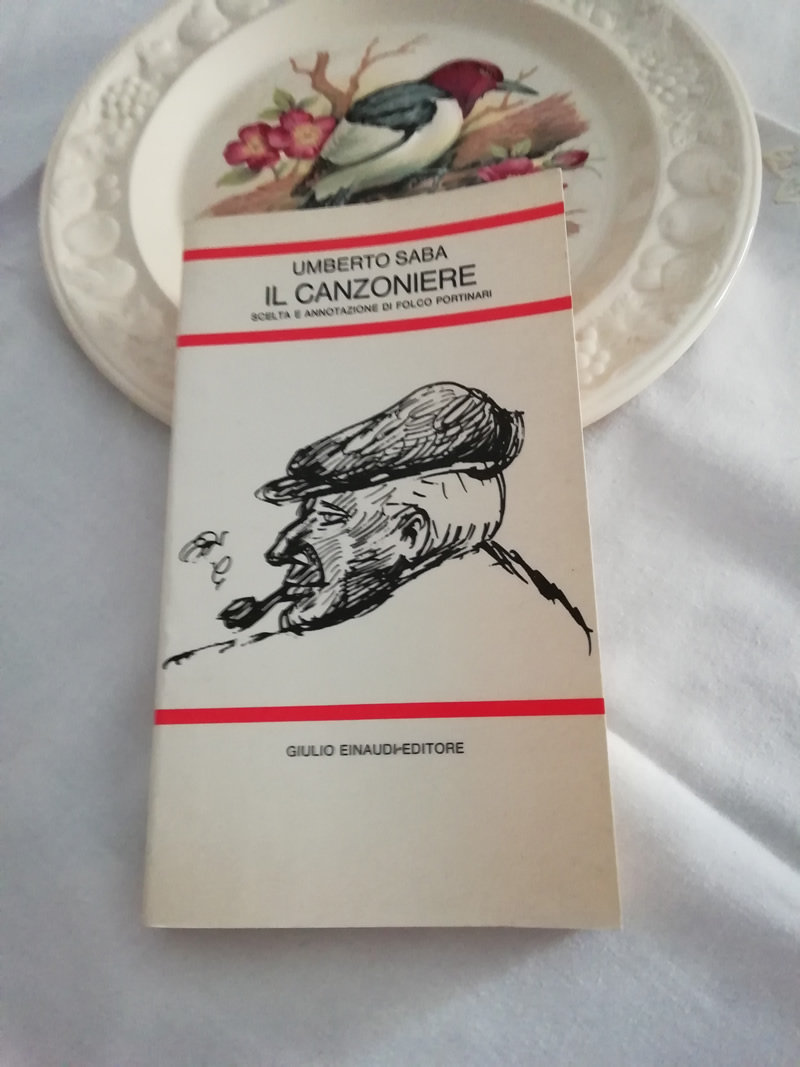 UMBERTO SABA
IL CANZONIERE
SCELTA E ANNOTAZIONE DI FOLCO PORTINARI
GIULIO EINAUDI EDITORE